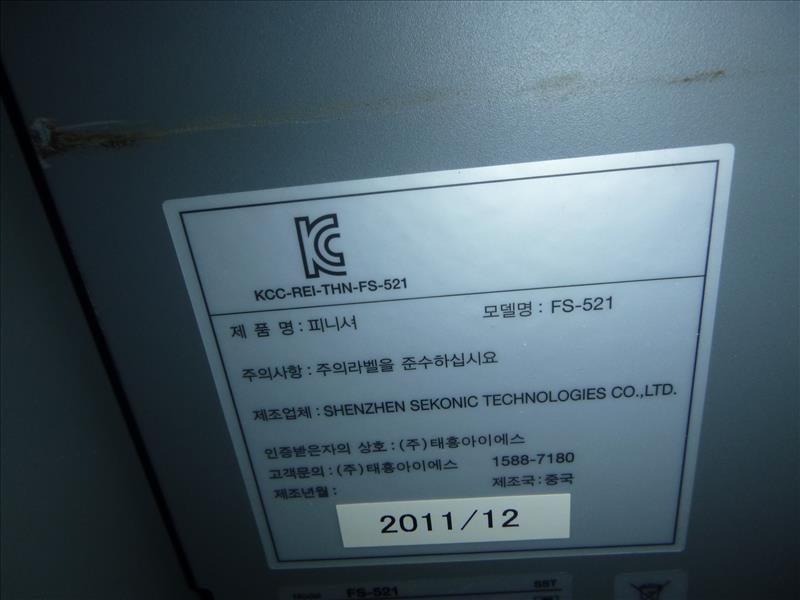 KCC-REI-THN-FS-521
제 품 명 : 피니셔 모델명 : FS-521
주의사항 : 주의라벨을 준수하십시요
제조업체 : SHENZHEN SEKONIC TECHNOLOGIES CO.,LTD.
인증받은자의 상호 : (주)태흥아이에스
고객문의 : (주)태흥아이에스 1588-7180
제조년월 : 제조국 : 중국
2011/12
Model FS-521 SST